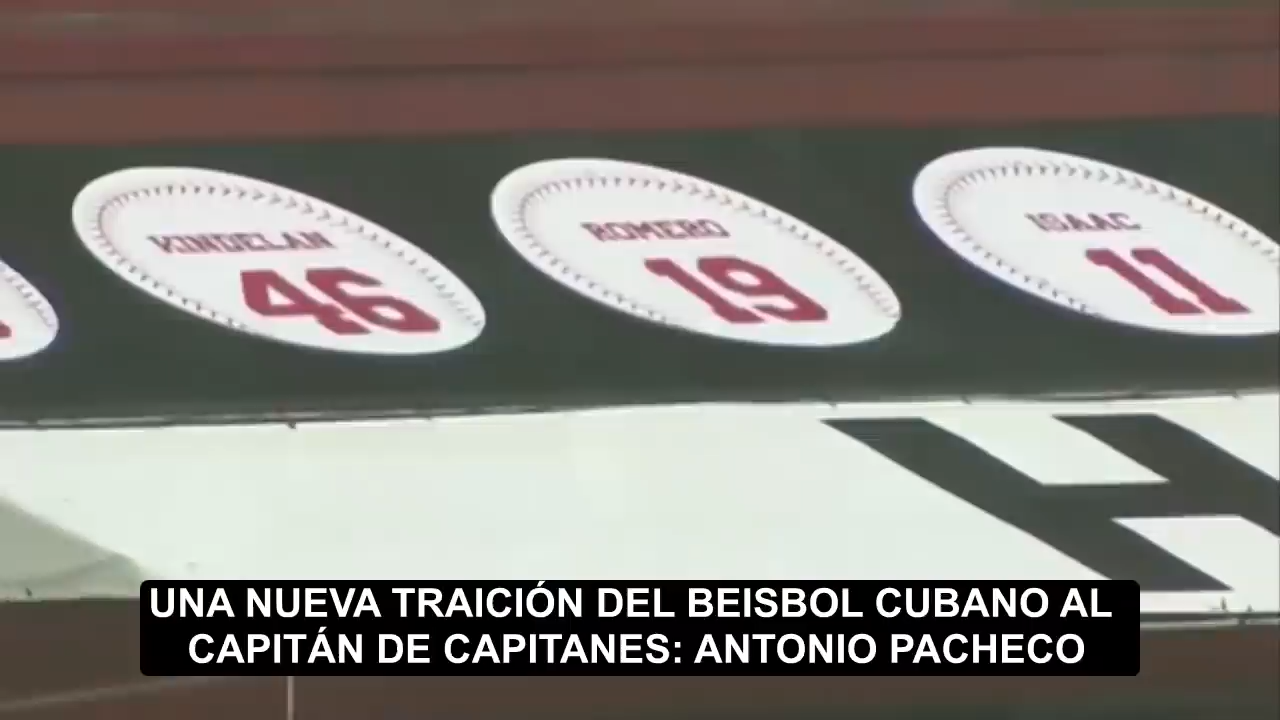 KINDELAN
46
ROMERO
19
ISAAC
11
H
UNA NUEVA TRAICIÓN DEL BEISBOL CUBANO AL
CAPITÁN DE CAPITANES: ANTONIO PACHECO